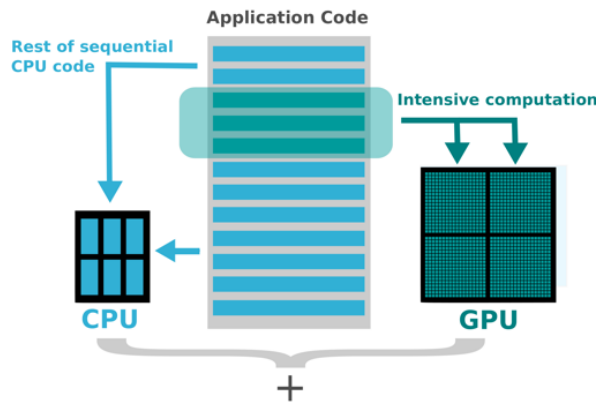 Application Code
Rest of sequential
CPU code
Intensive computation
CPU
GPU
+